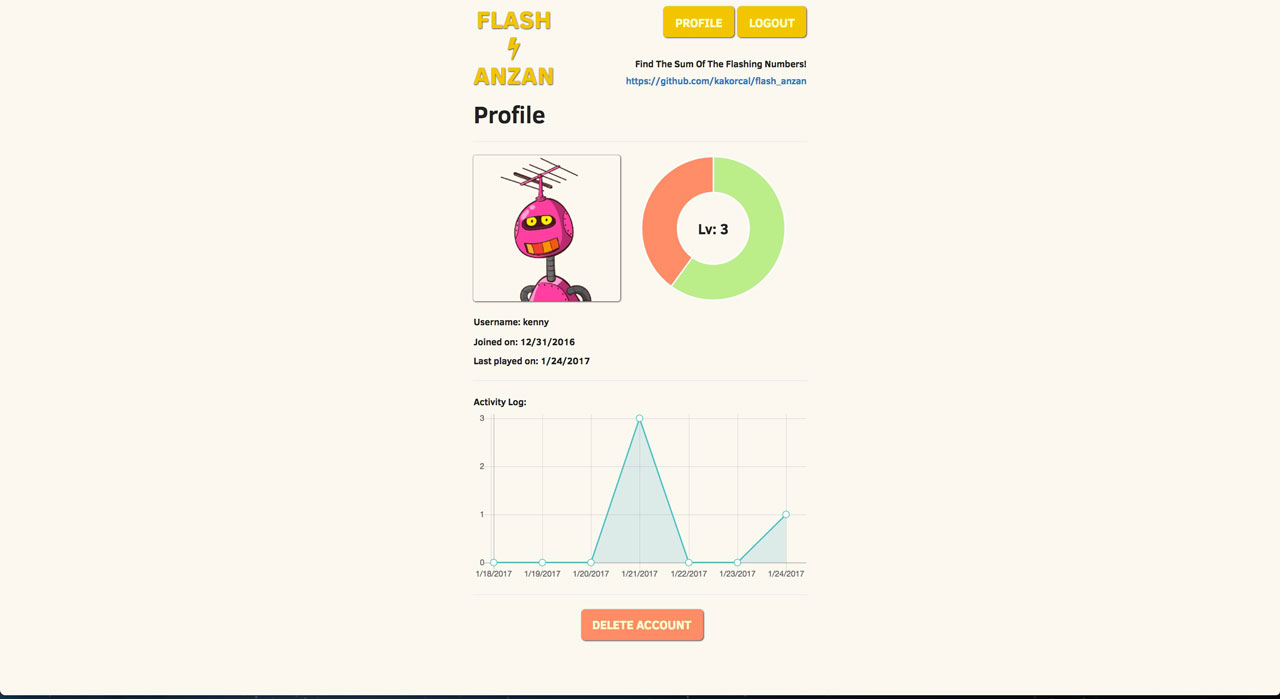 FLASH
ANZAN
PROFILE LOGOUT
Find The Sum Of The Flashing Numbers!
https://github.com/kakorcal/flash_anzan
Profile
Lv: 3
Username: kenny
Joined on: 12/31/2016
Last played on: 1/24/2017
Activity Log:
3
2
1
0
1/18/2017 1/19/2017 1/20/2017 1/21/2017 1/22/2017 1/23/2017 1/24/2017
DELETE ACCOUNT